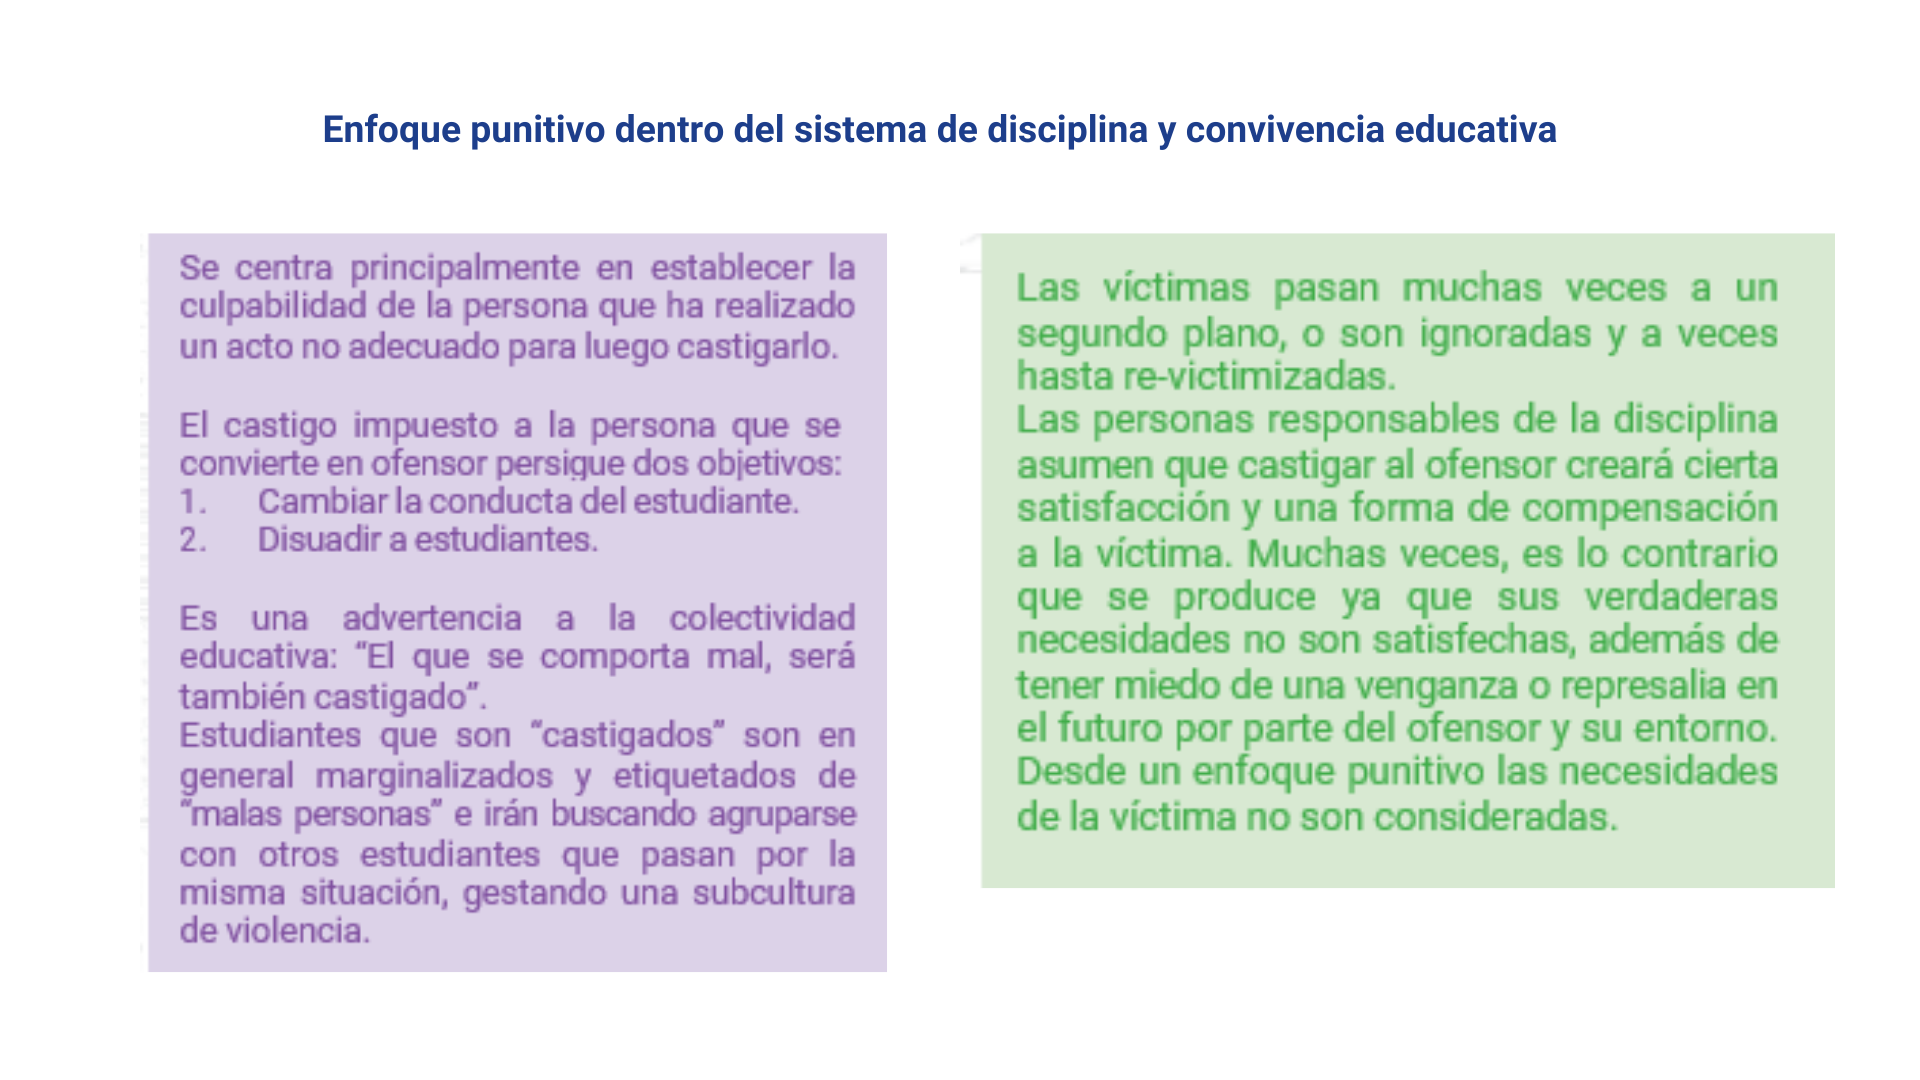 Enfoque punitivo dentro del sistema de disciplina y convivencia educativa
Se centra principalmente en establecer la
culpabilidad de la persona que ha realizado
un acto no adecuado para luego castigarlo.
El castigo impuesto a la persona que se
convierte en ofensor persigue dos objetivos:
1. Cambiar la conducta del estudiante.
2. Disuadir a estudiantes.
Es una advertencia a la colectividad
educativa: “El que se comporta mal, será
también castigado”.
Estudiantes que son “castigados” son en
general marginalizados y etiquetados de
“malas personas” e irán buscando agruparse
con otros estudiantes que pasan por la
misma situación, gestando una subcultura
de violencia.
Las víctimas pasan muchas veces a un
segundo plano, o son ignoradas y a veces
hasta re-victimizadas.
Las personas responsables de la disciplina
asumen que castigar al ofensor creará cierta
satisfacción y una forma de compensación
a la víctima. Muchas veces, es lo contrario
que se produce ya que sus verdaderas
necesidades no son satisfechas, además de
tener miedo de una venganza o represalia en
el futuro por parte del ofensor y su entorno.
Desde un enfoque punitivo las necesidades
de la víctima no son consideradas.